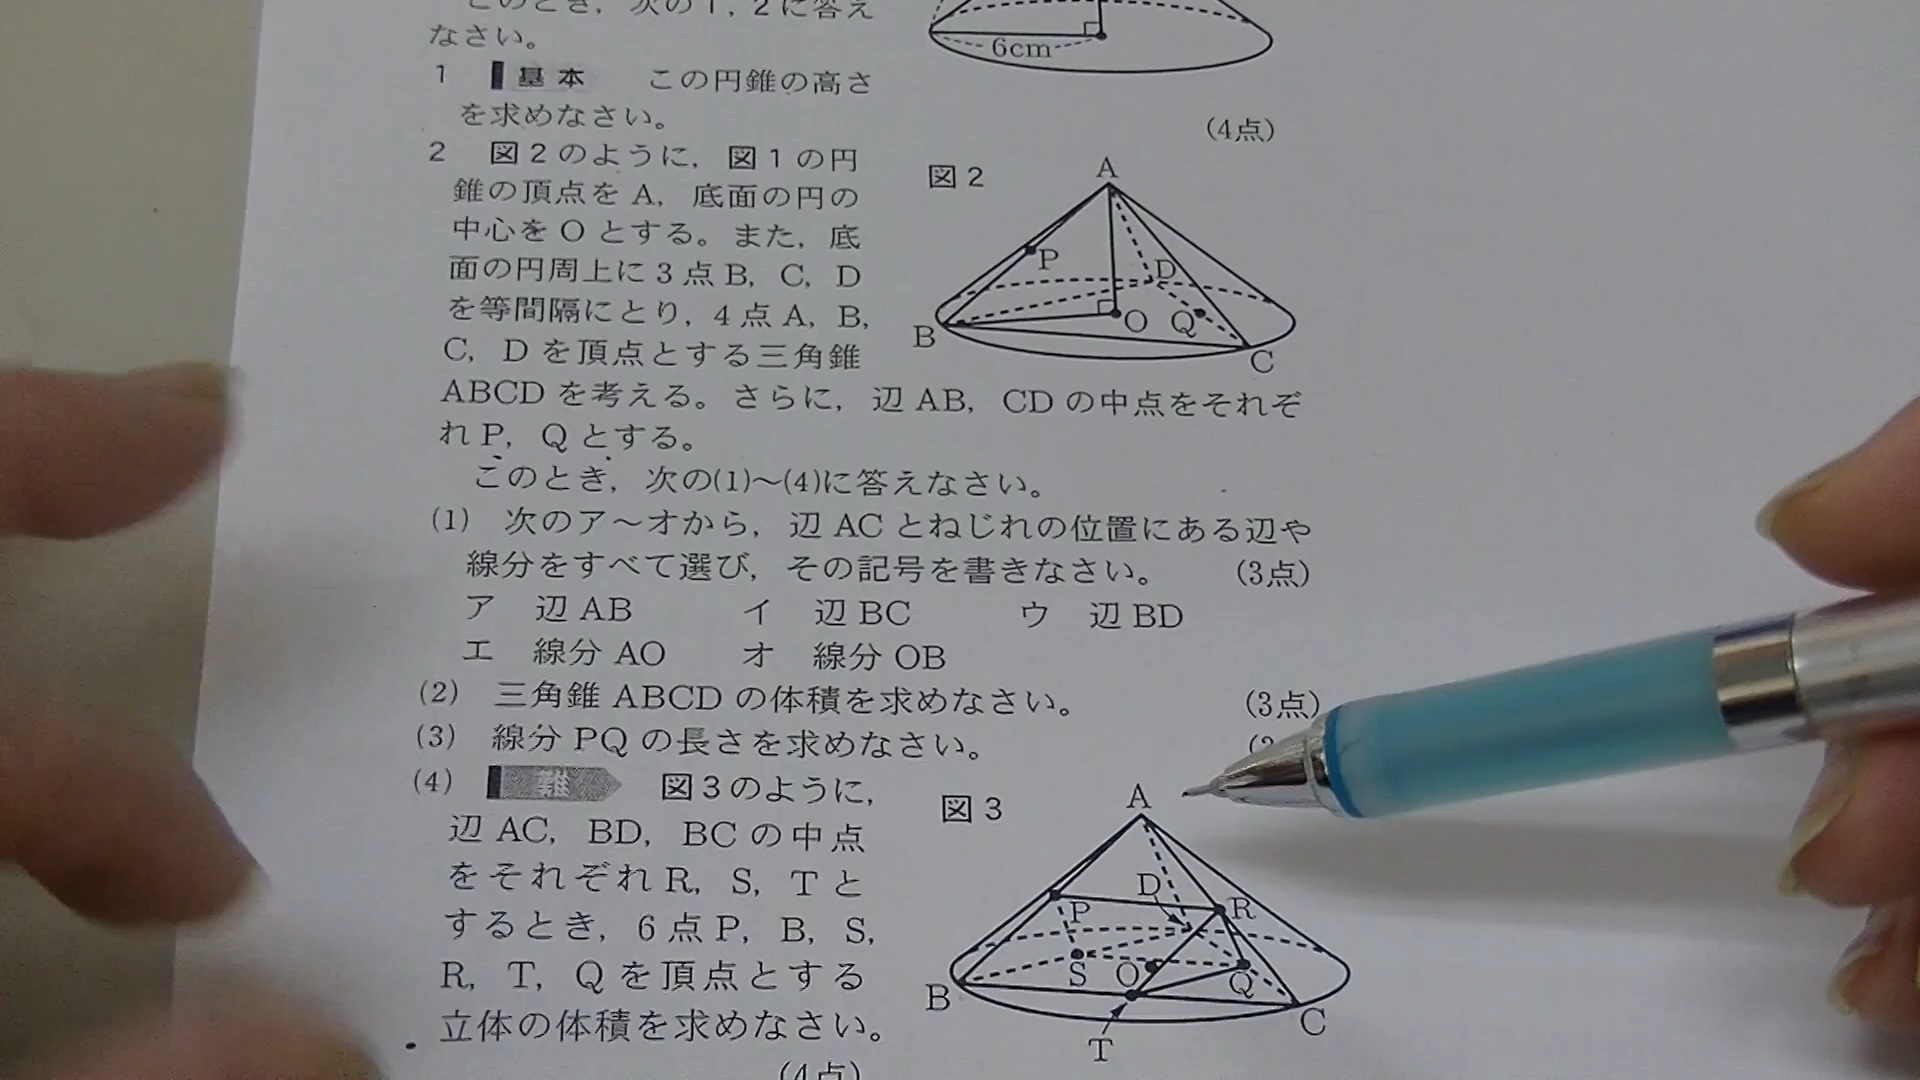 このとき，次の1，2に答え
なさい。
6cm
1 基本 この円錐の高さ
を求めなさい。
(4点)
2 図2のように，図1の円
錐の頂点をA，底面の円の
中心をOとする。また，底
面の円周上に3点B，C，D
を等間隔にとり，4点A，B，
C，Dを頂点とする三角錐
ABCDを考える。さらに，辺AB，CDの中点をそれぞ
れP，Qとする。
図2
A
P
D
B
O
Q
C
このとき，次の(1)～(4)に答えなさい。
(1) 次のア～オから，辺ACとねじれの位置にある辺や
線分をすべて選び，その記号を書きなさい。 (3点)
ア 辺AB イ 辺BC ウ 辺BD
エ 線分AO オ 線分OB
(2) 三角錐ABCDの体積を求めなさい。 (3点)
(3) 線分PQの長さを求めなさい。
(4) 難 図3のように，
辺AC，BD，BCの中点
をそれぞれR，S，Tと
するとき，6点P，B，S，
R，T，Qを頂点とする
立体の体積を求めなさい。
(4点)
図3
A
D
P
R
S
O
Q
B
C
T